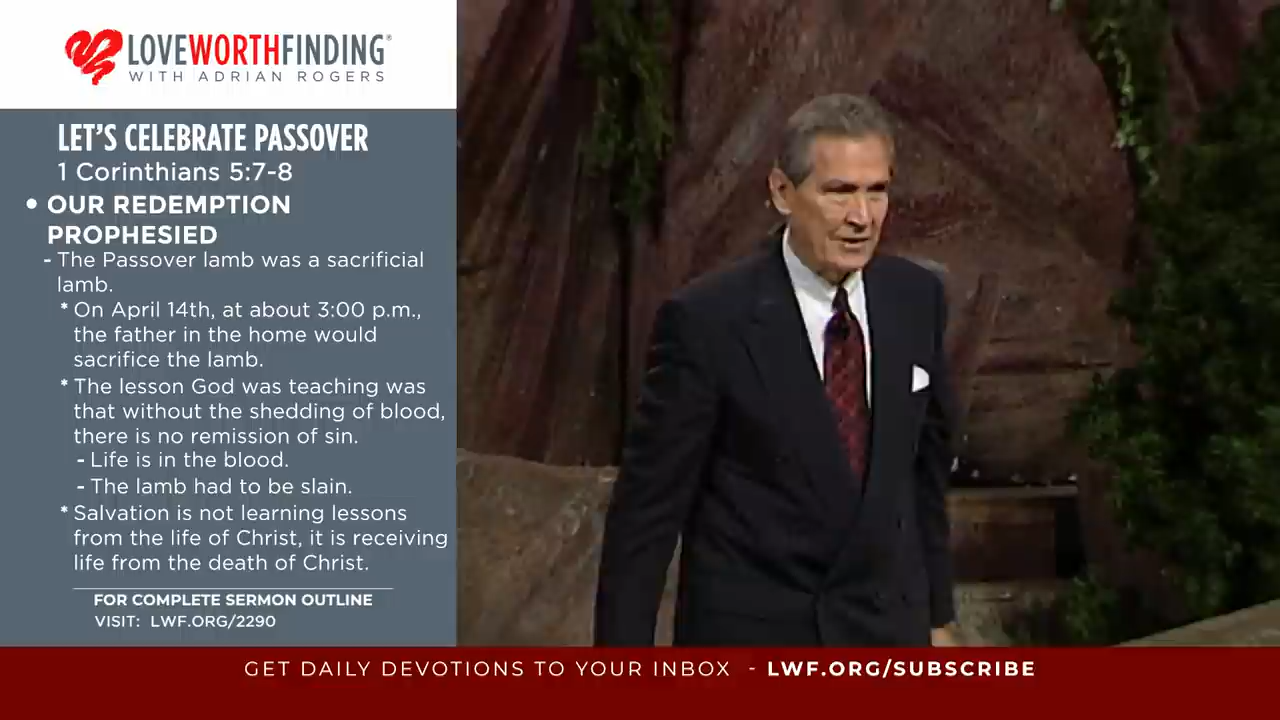 LOVEWORTHFINDING®
WITH ADRIAN ROGERS
LET'S CELEBRATE PASSOVER
1 Corinthians 5:7-8
• OUR REDEMPTION
PROPHESIED
- The Passover lamb was a sacrificial
lamb.
* On April 14th, at about 3:00 p.m.,
the father in the home would
sacrifice the lamb.
* The lesson God was teaching was
that without the shedding of blood,
there is no remission of sin.
- Life is in the blood.
- The lamb had to be slain.
* Salvation is not learning lessons
from the life of Christ, it is receiving
life from the death of Christ.
FOR COMPLETE SERMON OUTLINE
VISIT: LWF.ORG/2290
GET DAILY DEVOTIONS TO YOUR INBOX - LWF.ORG/SUBSCRIBE